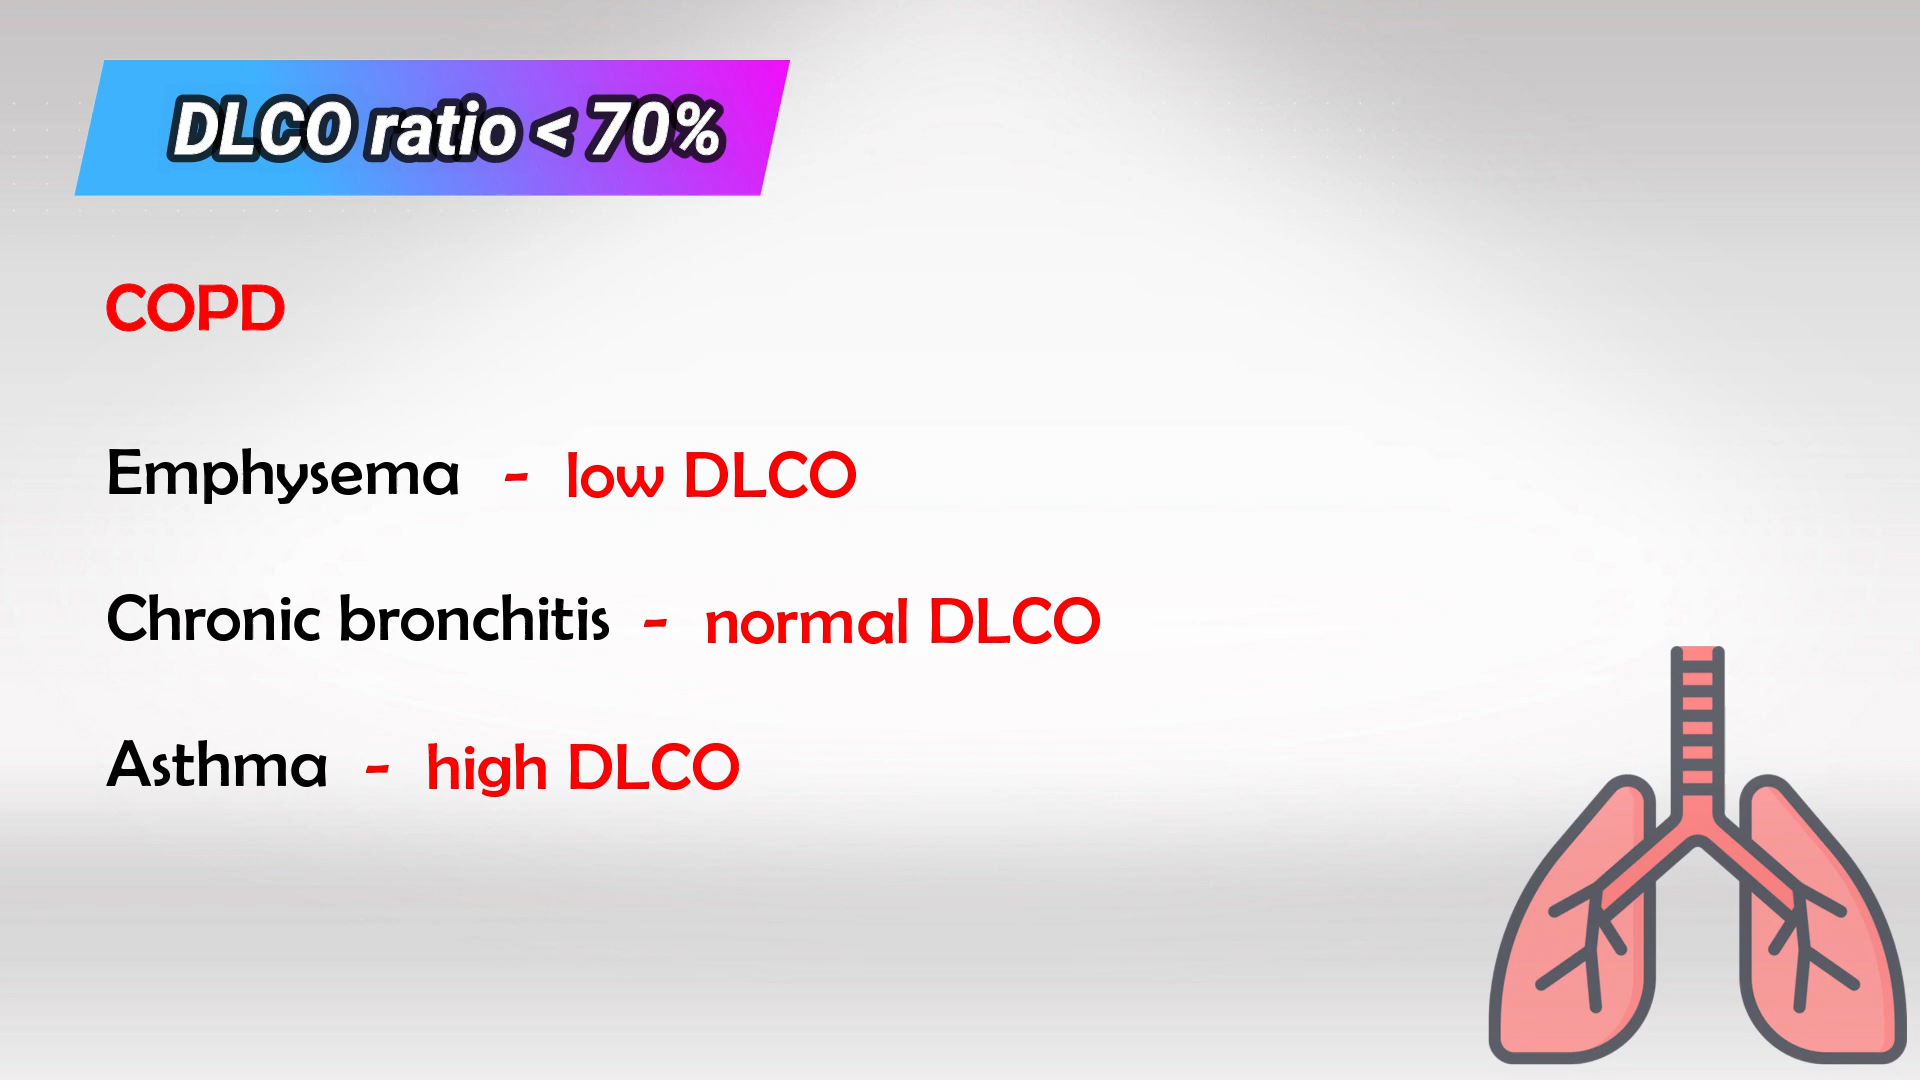 DLCO ratio < 70%
COPD
Emphysema - low DLCO
Chronic bronchitis - normal DLCO
Asthma - high DLCO